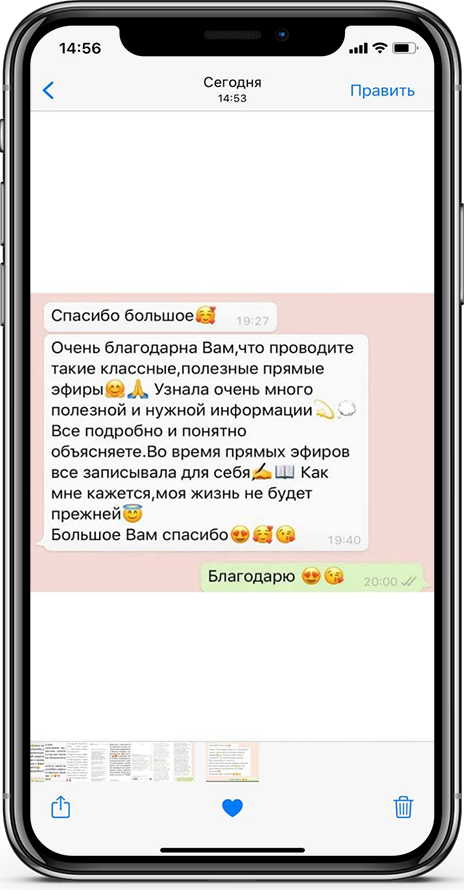 14:56
Сегодня
14:53
Править
Спасибо большое🥰
19:27
Очень благодарна Вам,что проводите
такие классные,полезные прямые
эфиры🤗🙏 Узнала очень много
полезной и нужной информации💫💭
Все подробно и понятно
объясняете.Во время прямых эфиров
все записывала для себя✍️📖 Как
мне кажется,моя жизнь не будет
прежней😇
Большое Вам спасибо😍🥰😘
19:40
Благодарю 😍😘
20:00